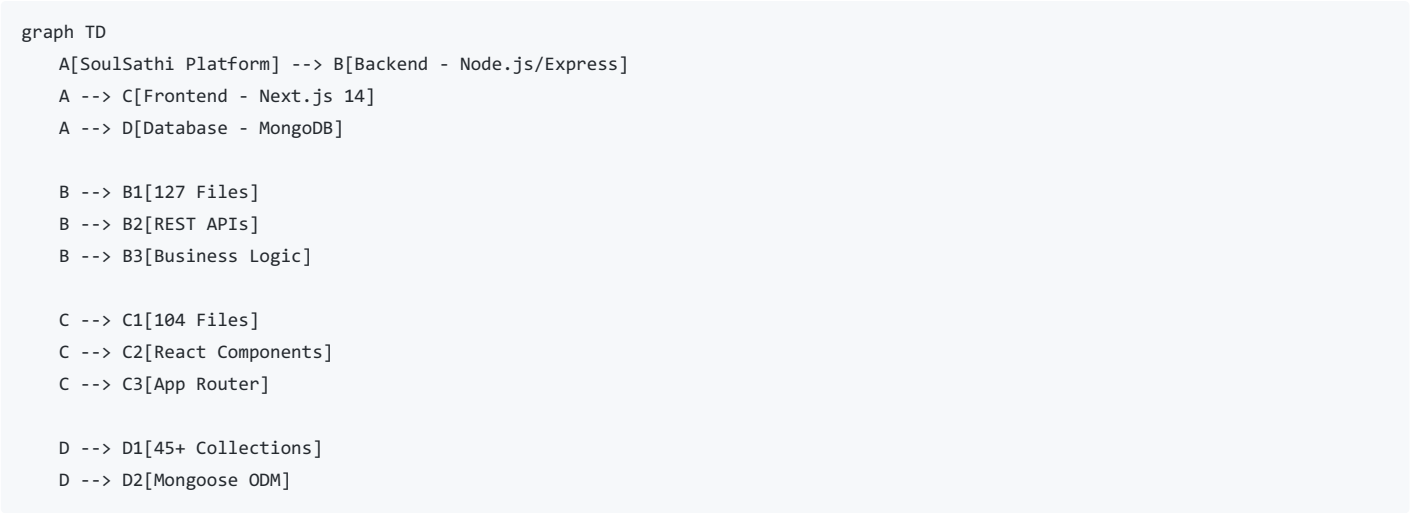 graph TD
    A[SoulSathi Platform] --> B[Backend - Node.js/Express]
    A --> C[Frontend - Next.js 14]
    A --> D[Database - MongoDB]

    B --> B1[127 Files]
    B --> B2[REST APIs]
    B --> B3[Business Logic]

    C --> C1[104 Files]
    C --> C2[React Components]
    C --> C3[App Router]

    D --> D1[45+ Collections]
    D --> D2[Mongoose ODM]